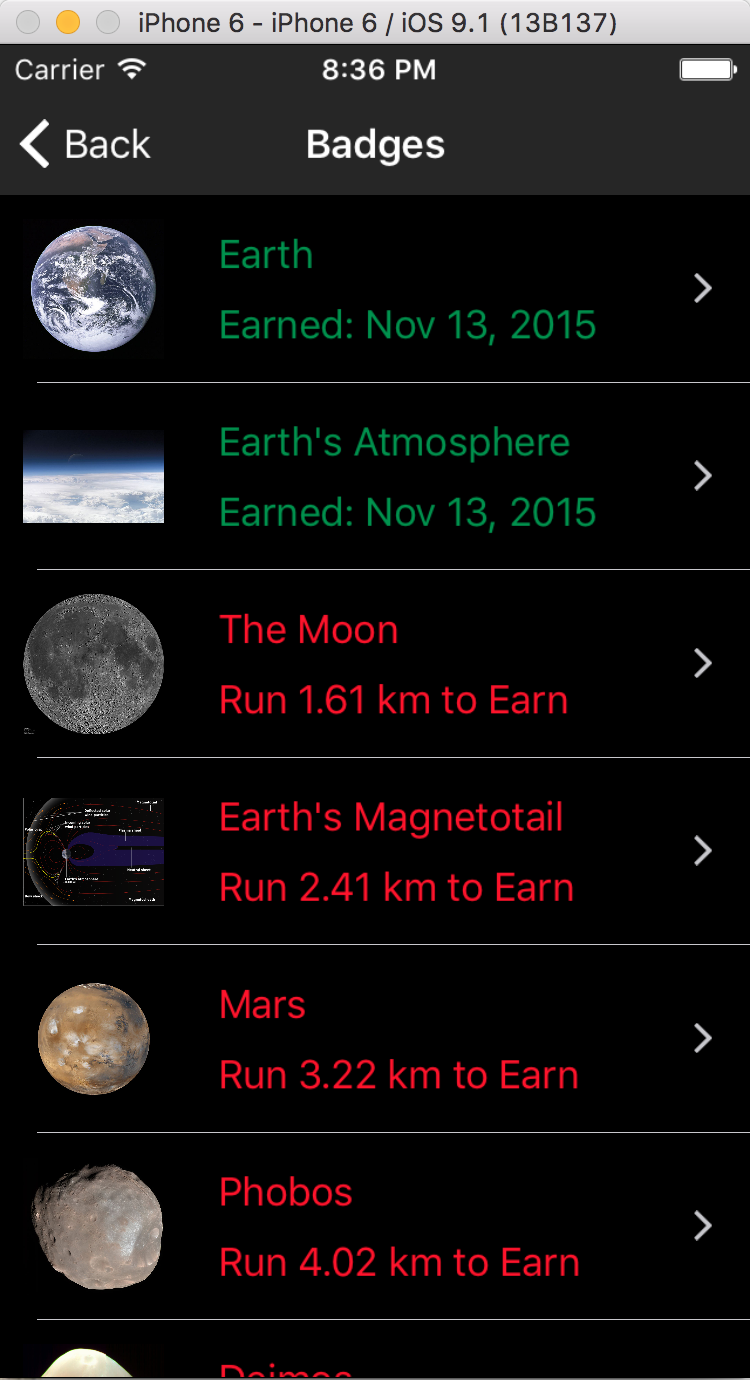 iPhone 6 - iPhone 6 / iOS 9.1 (13B137)
Carrier 8:36 PM
Back Badges
Earth
Earned: Nov 13, 2015
Earth's Atmosphere
Earned: Nov 13, 2015
The Moon
Run 1.61 km to Earn
Earth's Magnetotail
Run 2.41 km to Earn
Mars
Run 3.22 km to Earn
Phobos
Run 4.02 km to Earn